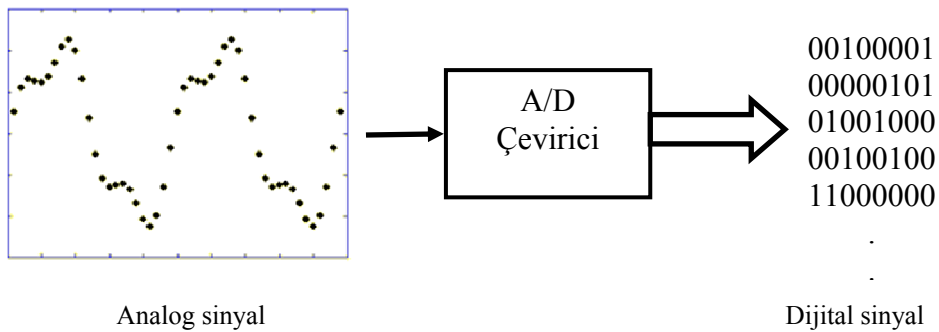 A/D
Çevirici
00100001
00000101
01001000
00100100
11000000
.
.
Analog sinyal
Dijital sinyal